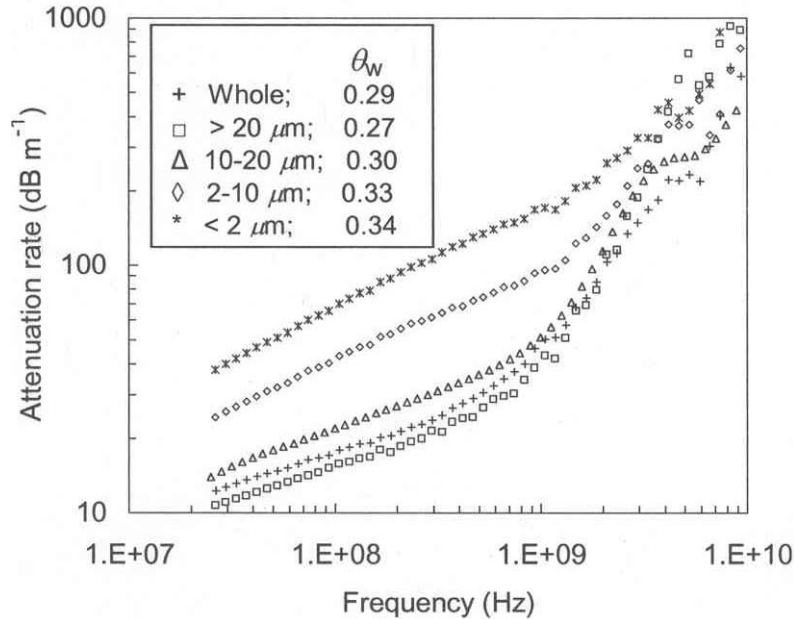 1000
θw
+ Whole; 0.29
□ > 20 μm; 0.27
Δ 10-20 μm; 0.30
◊ 2-10 μm; 0.33
* < 2 μm; 0.34
100
10
Attenuation rate (dB m⁻¹)
1.E+07 1.E+08 1.E+09 1.E+10
Frequency (Hz)